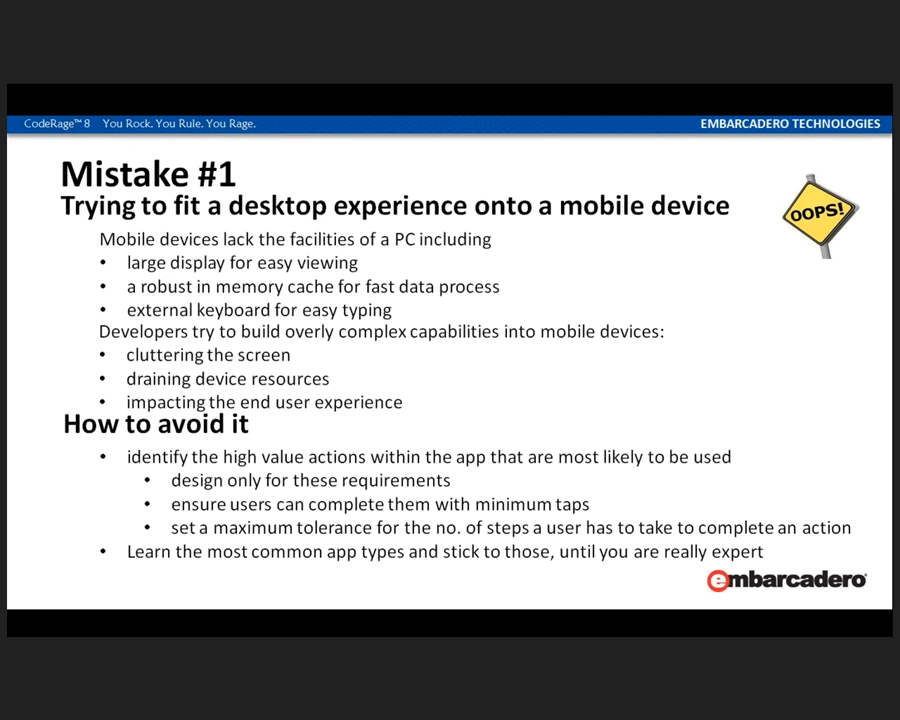 CodeRage™ 8 You Rock. You Rule. You Rage.
EMBARCADERO TECHNOLOGIES
Mistake #1
Trying to fit a desktop experience onto a mobile device
OOPS!
Mobile devices lack the facilities of a PC including
• large display for easy viewing
• a robust in memory cache for fast data process
• external keyboard for easy typing
Developers try to build overly complex capabilities into mobile devices:
• cluttering the screen
• draining device resources
• impacting the end user experience
How to avoid it
• identify the high value actions within the app that are most likely to be used
• design only for these requirements
• ensure users can complete them with minimum taps
• set a maximum tolerance for the no. of steps a user has to take to complete an action
• Learn the most common app types and stick to those, until you are really expert
embarcadero